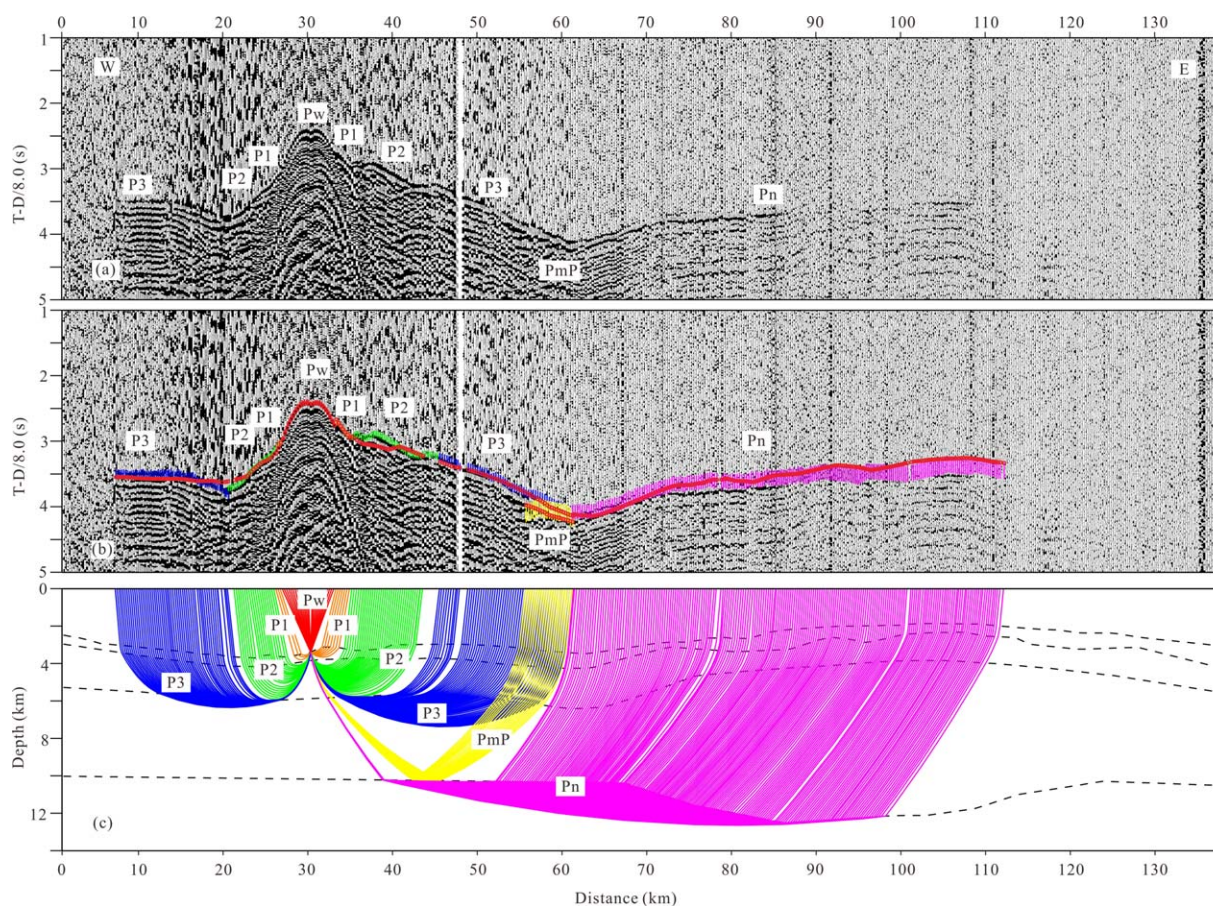 0 10 20 30 40 50 60 70 80 90 100 110 120 130
W E
Pw
P1 P1
P2 P2
P3 P3
Pn
PmP
(a)
T-D/8.0 (s)
1
2
3
4
5
Pw
P1 P1
P2 P2
P3 P3
Pn
PmP
(b)
T-D/8.0 (s)
1
2
3
4
5
Pw
P1 P1
P2 P2
P3 P3
PmP
Pn
(c)
Depth (km)
0
4
8
12
0 10 20 30 40 50 60 70 80 90 100 110 120 130
Distance (km)